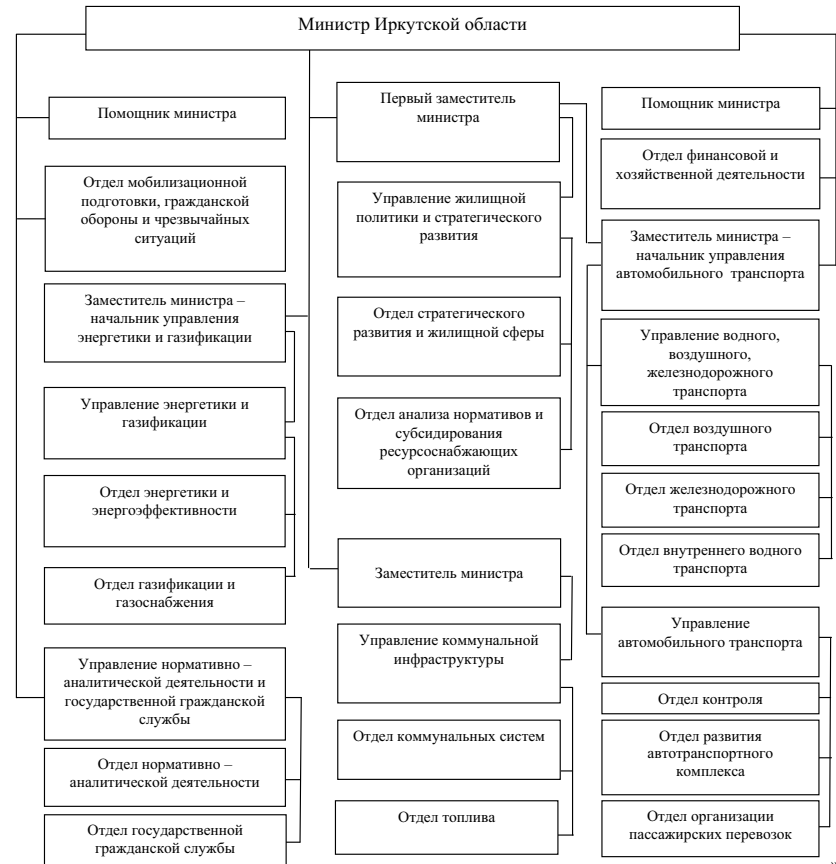 Министр Иркутской области
Помощник министра
Отдел мобилизационной
подготовки, гражданской
обороны и чрезвычайных
ситуаций
Заместитель министра –
начальник управления
энергетики и газификации
Управление энергетики и
газификации
Отдел энергетики и
энергоэффективности
Отдел газификации и
газоснабжения
Управление нормативно –
аналитической деятельности и
государственной гражданской
службы
Отдел нормативно –
аналитической деятельности
Отдел государственной
гражданской службы
Первый заместитель
министра
Управление жилищной
политики и стратегического
развития
Отдел стратегического
развития и жилищной сферы
Отдел анализа нормативов и
субсидирования
ресурсоснабжающих
организаций
Заместитель министра
Управление коммунальной
инфраструктуры
Отдел коммунальных систем
Отдел топлива
Помощник министра
Отдел финансовой и
хозяйственной деятельности
Заместитель министра –
начальник управления
автомобильного транспорта
Управление водного,
воздушного,
железнодорожного
транспорта
Отдел воздушного
транспорта
Отдел железнодорожного
транспорта
Отдел внутреннего водного
транспорта
Управление
автомобильного транспорта
Отдел контроля
Отдел развития
автотранспортного
комплекса
Отдел организации
пассажирских перевозок